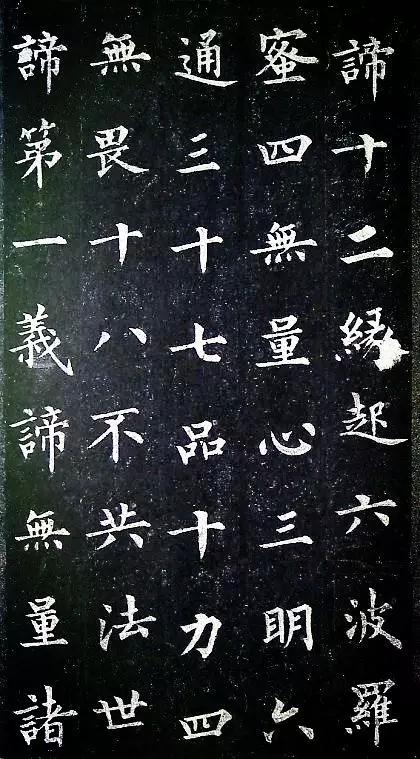 諦十二緣起六波羅
蜜四無量心三明六
通三十七品十力四
無畏十八不共法世
諦第一義諦無量諸